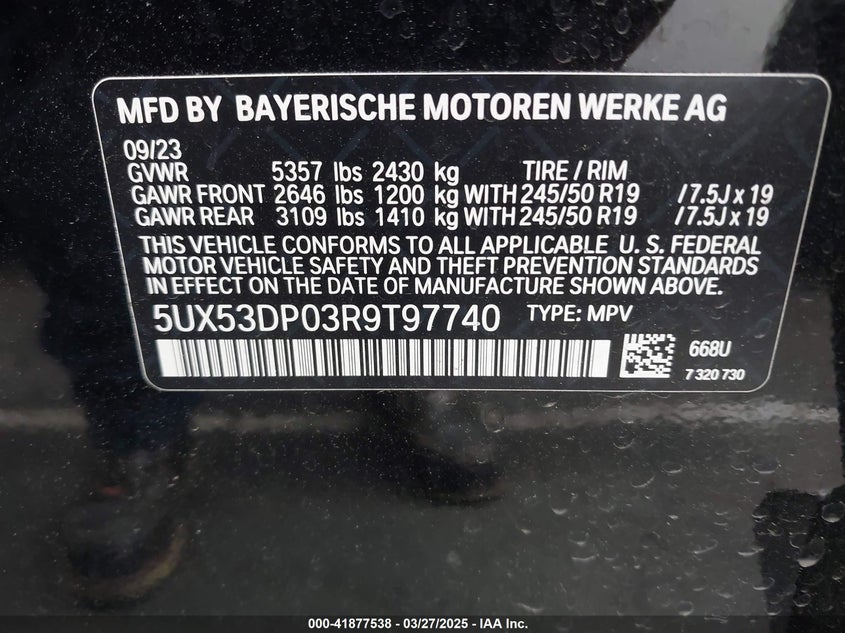 MFD BY BAYERISCHE MOTOREN WERKE AG
09/23
GVWR 5357 lbs 2430 kg TIRE / RIM
GAWR FRONT 2646 lbs 1200 kg WITH 245/50 R19 /7.5J x 19
GAWR REAR 3109 lbs 1410 kg WITH 245/50 R19 /7.5J x 19
THIS VEHICLE CONFORMS TO ALL APPLICABLE U. S. FEDERAL
MOTOR VEHICLE SAFETY AND THEFT PREVENTION STANDARDS
IN EFFECT ON THE DATE OF MANUFACTURE SHOWN ABOVE.
5UX53DP03R9T97740 TYPE: MPV
668U
7 320 730
000-41877538 - 03/27/2025 - IAA Inc.